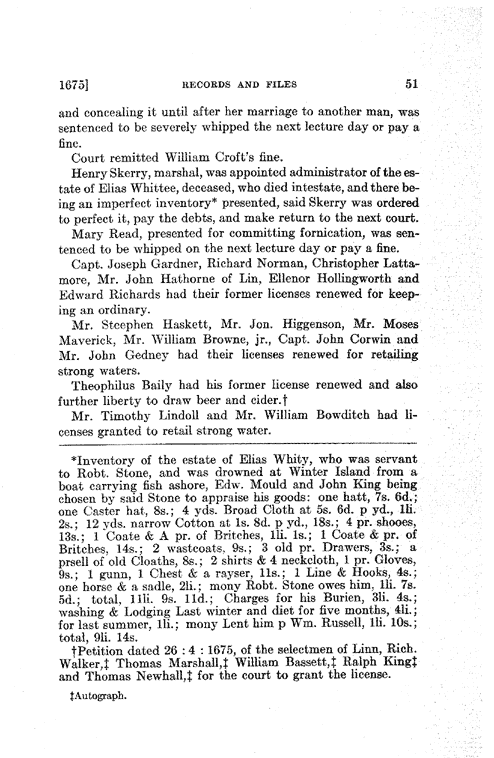 1675] RECORDS AND FILES 51
and concealing it until after her marriage to another man, was
sentenced to be severely whipped the next lecture day or pay a
fine.
Court remitted William Croft's fine.
Henry Skerry, marshal, was appointed administrator of the es-
tate of Elias Whittee, deceased, who died intestate, and there be-
ing an imperfect inventory* presented, said Skerry was ordered
to perfect it, pay the debts, and make return to the next court.
Mary Read, presented for committing fornication, was sen-
tenced to be whipped on the next lecture day or pay a fine.
Capt. Joseph Gardner, Richard Norman, Christopher Latta-
more, Mr. John Hathorne of Lin, Ellenor Hollingworth and
Edward Richards had their former licenses renewed for keep-
ing an ordinary.
Mr. Steephen Haskett, Mr. Jon. Higgenson, Mr. Moses
Maverick, Mr. William Browne, jr., Capt. John Corwin and
Mr. John Gedney had their licenses renewed for retailing
strong waters.
Theophilus Baily had his former license renewed and also
further liberty to draw beer and cider.†
Mr. Timothy Lindoll and Mr. William Bowditch had li-
censes granted to retail strong water.
*Inventory of the estate of Elias Whity, who was servant
to Robt. Stone, and was drowned at Winter Island from a
boat carrying fish ashore, Edw. Mould and John King being
chosen by said Stone to appraise his goods: one hatt, 7s. 6d.;
one Caster hat, 8s.; 4 yds. Broad Cloth at 5s. 6d. p yd., 1li.
2s.; 12 yds. narrow Cotton at 1s. 8d. p yd., 18s.; 4 pr. shooes,
13s.; 1 Coate & A pr. of Britches, 1li. 1s.; 1 Coate & pr. of
Britches, 14s.; 2 wastcoats, 9s.; 3 old pr. Drawers, 3s.; a
prsell of old Cloaths, 8s.; 2 shirts & 4 neckcloth, 1 pr. Gloves,
9s.; 1 gunn, 1 Chest & a rayser, 11s.; 1 Line & Hooks, 4s.;
one horse & a sadle, 2li.; mony Robt. Stone owes him, 1li. 7s.
5d.; total, 11li. 9s. 11d.; Charges for his Burien, 3li. 4s.;
washing & Lodging Last winter and diet for five months, 4li.;
for last summer, 1li.; mony Lent him p Wm. Russell, 1li. 10s.;
total, 9li. 14s.
†Petition dated 26 : 4 : 1675, of the selectmen of Linn, Rich.
Walker,‡ Thomas Marshall,‡ William Bassett,‡ Ralph King‡
and Thomas Newhall,‡ for the court to grant the license.
‡Autograph.